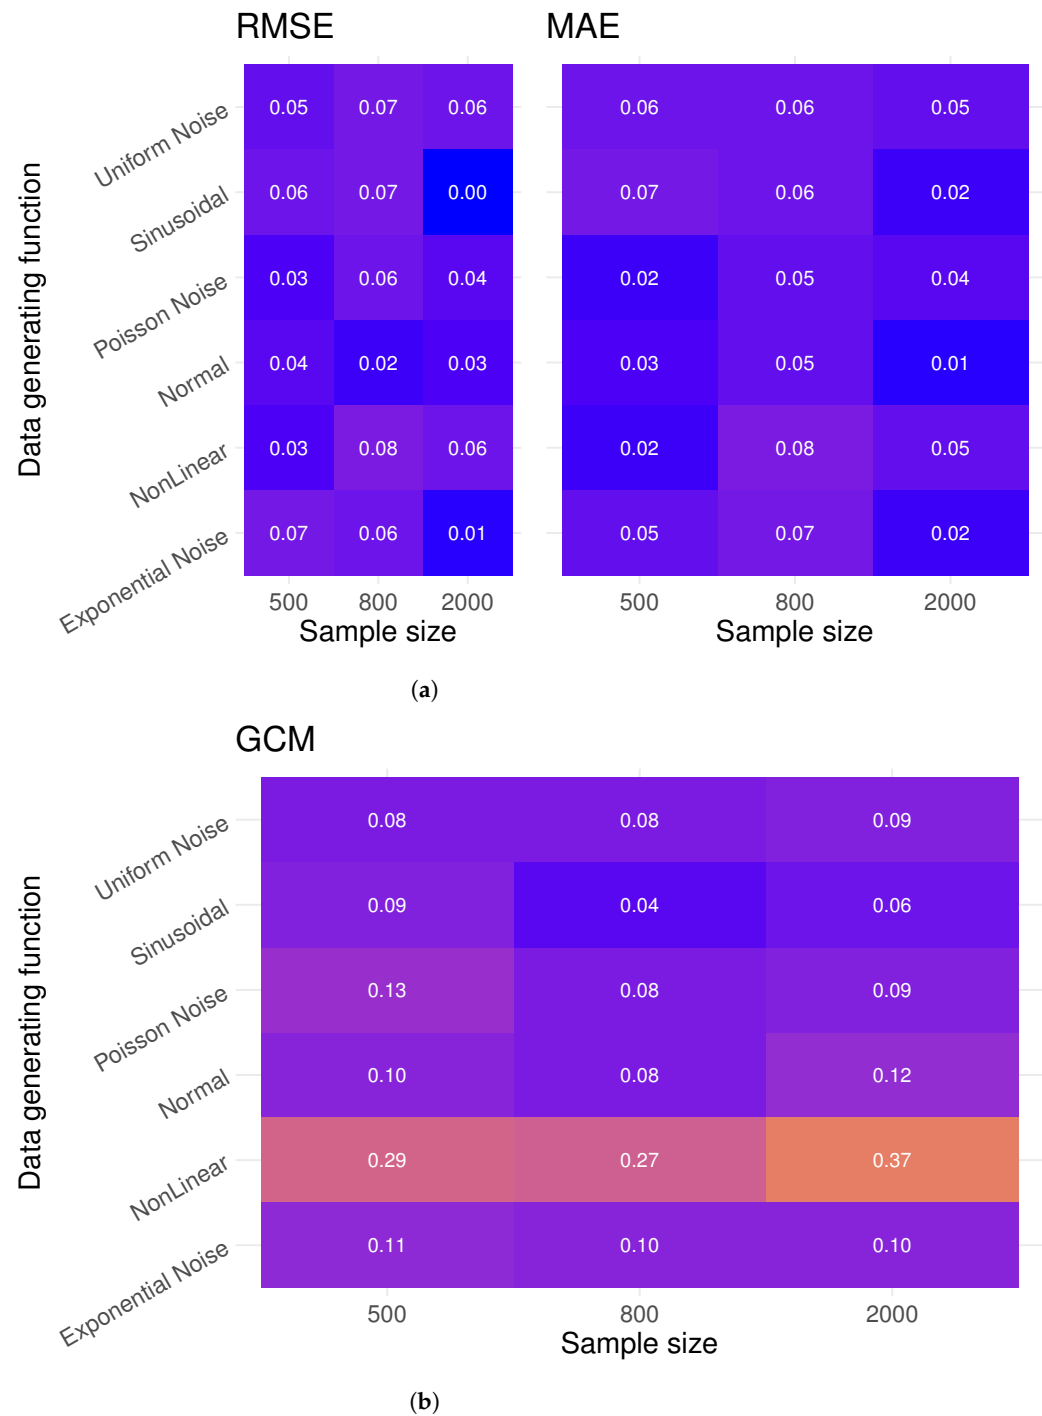 RMSE MAE
Data generating function
Uniform Noise 0.05 0.07 0.06 0.06 0.06 0.05
Sinusoidal 0.06 0.07 0.00 0.07 0.06 0.02
Poisson Noise 0.03 0.06 0.04 0.02 0.05 0.04
Normal 0.04 0.02 0.03 0.03 0.05 0.01
NonLinear 0.03 0.08 0.06 0.02 0.08 0.05
Exponential Noise 0.07 0.06 0.01 0.05 0.07 0.02
500 800 2000 500 800 2000
Sample size Sample size
(a)
GCM
Data generating function
Uniform Noise 0.08 0.08 0.09
Sinusoidal 0.09 0.04 0.06
Poisson Noise 0.13 0.08 0.09
Normal 0.10 0.08 0.12
NonLinear 0.29 0.27 0.37
Exponential Noise 0.11 0.10 0.10
500 800 2000
Sample size
(b)